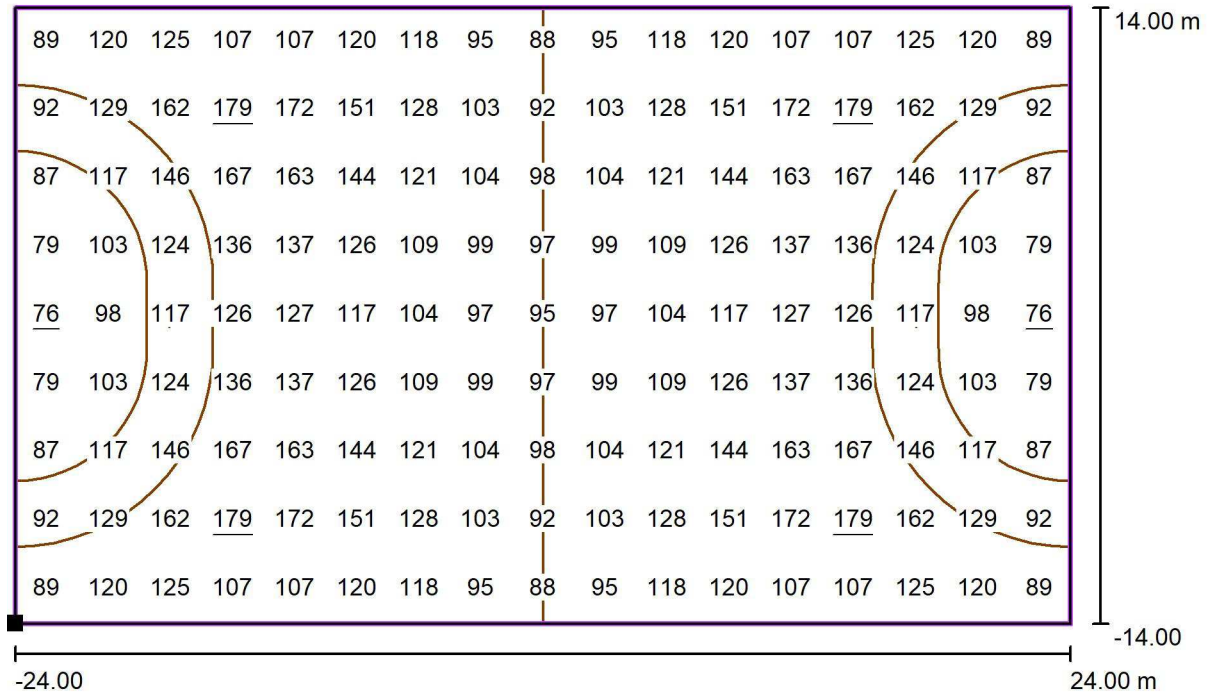 14.00 m
89 120 125 107 107 120 118 95 88 95 118 120 107 107 125 120 89
92 129 162 179 172 151 128 103 92 103 128 151 172 179 162 129 92
87 117 146 167 163 144 121 104 98 104 121 144 163 167 146 117 87
79 103 124 136 137 126 109 99 97 99 109 126 137 136 124 103 79
76 98 117 126 127 117 104 97 95 97 104 117 127 126 117 98 76
79 103 124 136 137 126 109 99 97 99 109 126 137 136 124 103 79
87 117 146 167 163 144 121 104 98 104 121 144 163 167 146 117 87
92 129 162 179 172 151 128 103 92 103 128 151 172 179 162 129 92
89 120 125 107 107 120 118 95 88 95 118 120 107 107 125 120 89
-14.00
-24.00 24.00 m